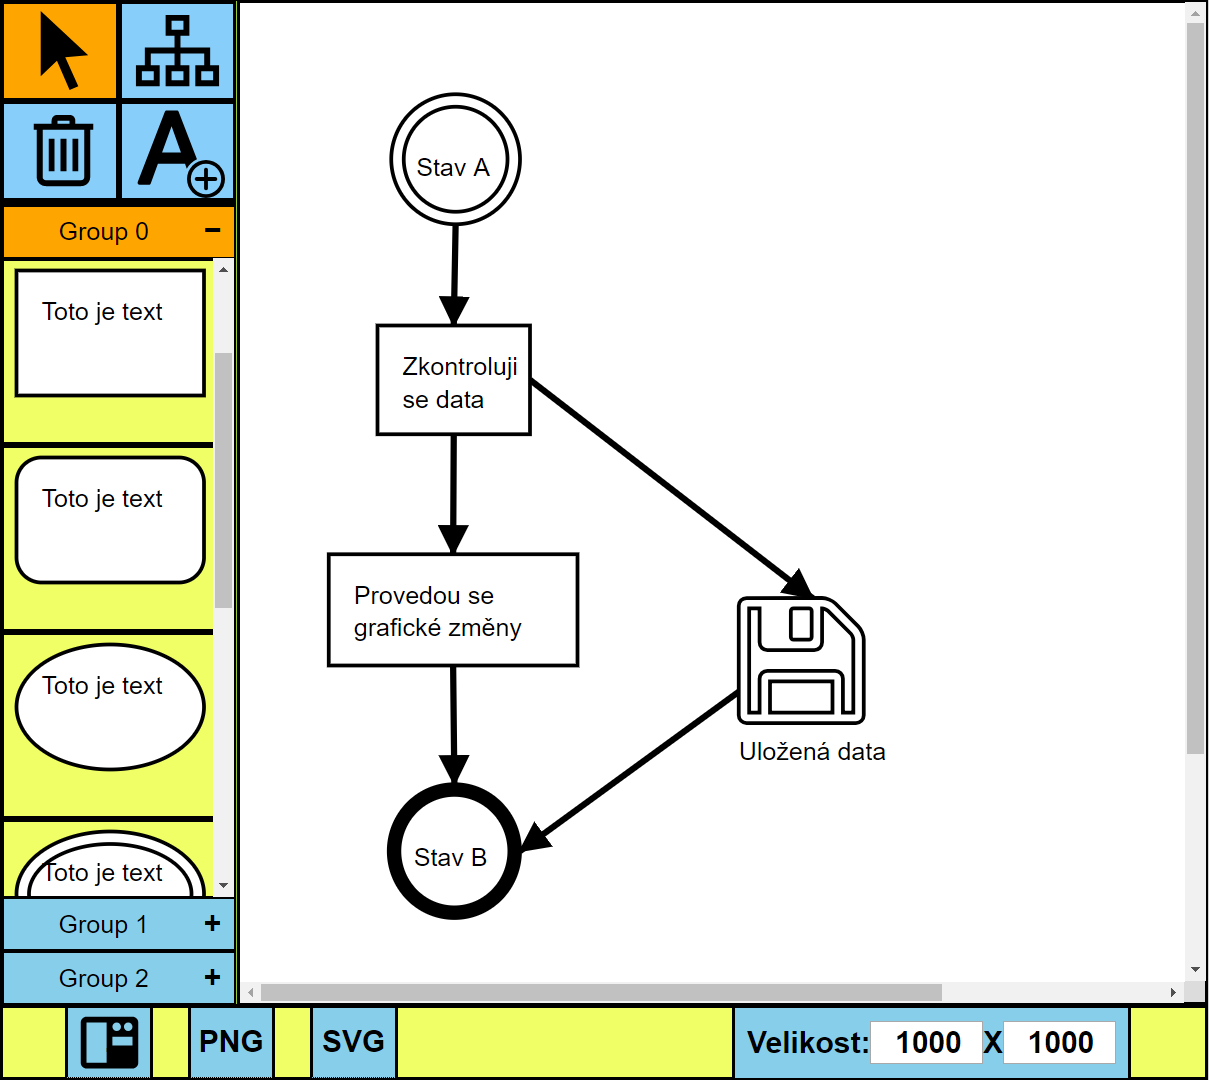 A
Group 0 −
Toto je text
Toto je text
Toto je text
Toto je text
Group 1 +
Group 2 +
Stav A
Zkontroluji
se data
Provedou se
grafické změny
Uložená data
Stav B
PNG
SVG
Velikost: 1000 X 1000